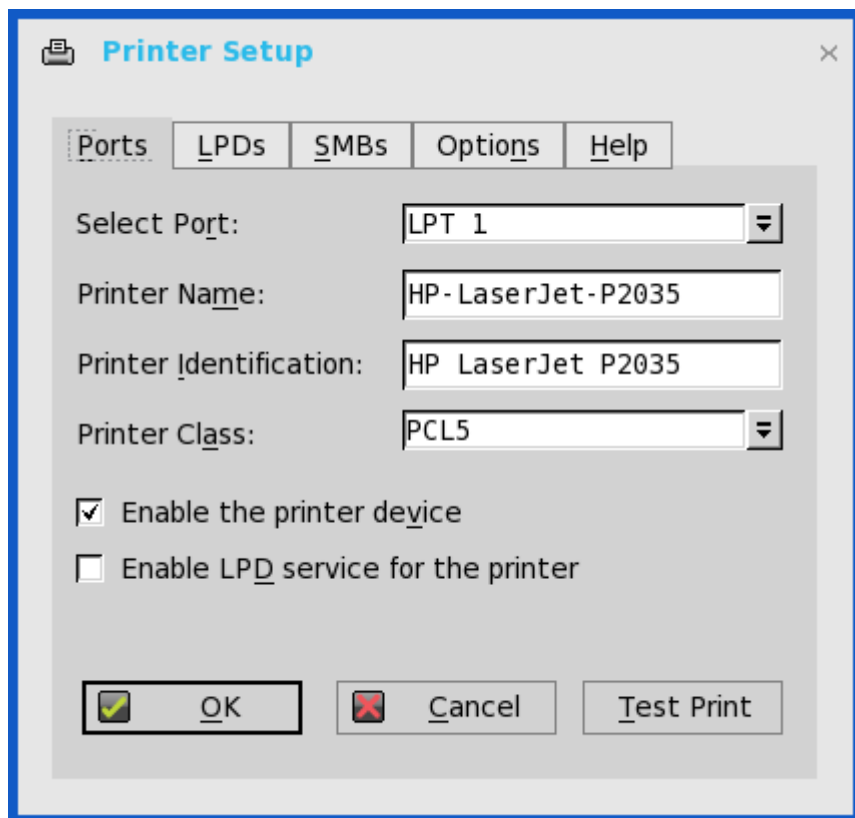 Printer Setup
Ports LPDs SMBs Options Help
Select Port: LPT 1
Printer Name: HP-LaserJet-P2035
Printer Identification: HP LaserJet P2035
Printer Class: PCL5
Enable the printer device
Enable LPD service for the printer
OK Cancel Test Print